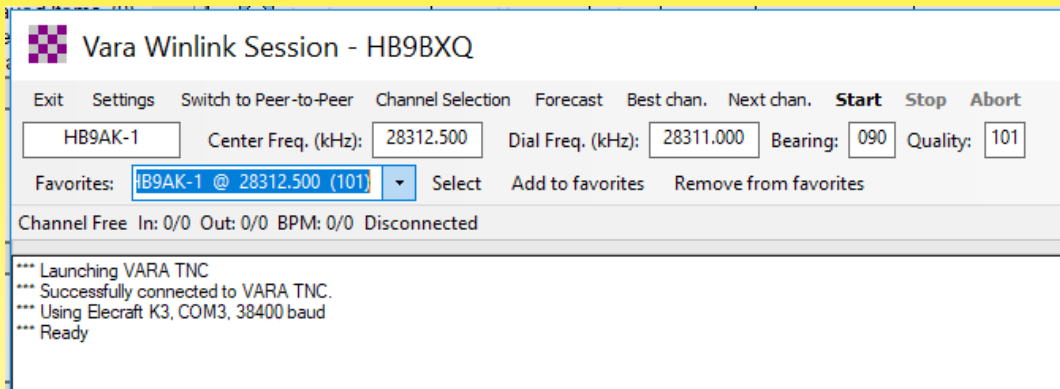 Vara Winlink Session - HB9BXQ
Exit Settings Switch to Peer-to-Peer Channel Selection Forecast Best chan. Next chan. Start Stop Abort
HB9AK-1 Center Freq. (kHz): 28312.500 Dial Freq. (kHz): 28311.000 Bearing: 090 Quality: 101
Favorites: HB9AK-1 @ 28312.500 (101) Select Add to favorites Remove from favorites
Channel Free In: 0/0 Out: 0/0 BPM: 0/0 Disconnected
*** Launching VARA TNC
*** Successfully connected to VARA TNC.
*** Using Elecraft K3, COM3, 38400 baud
*** Ready